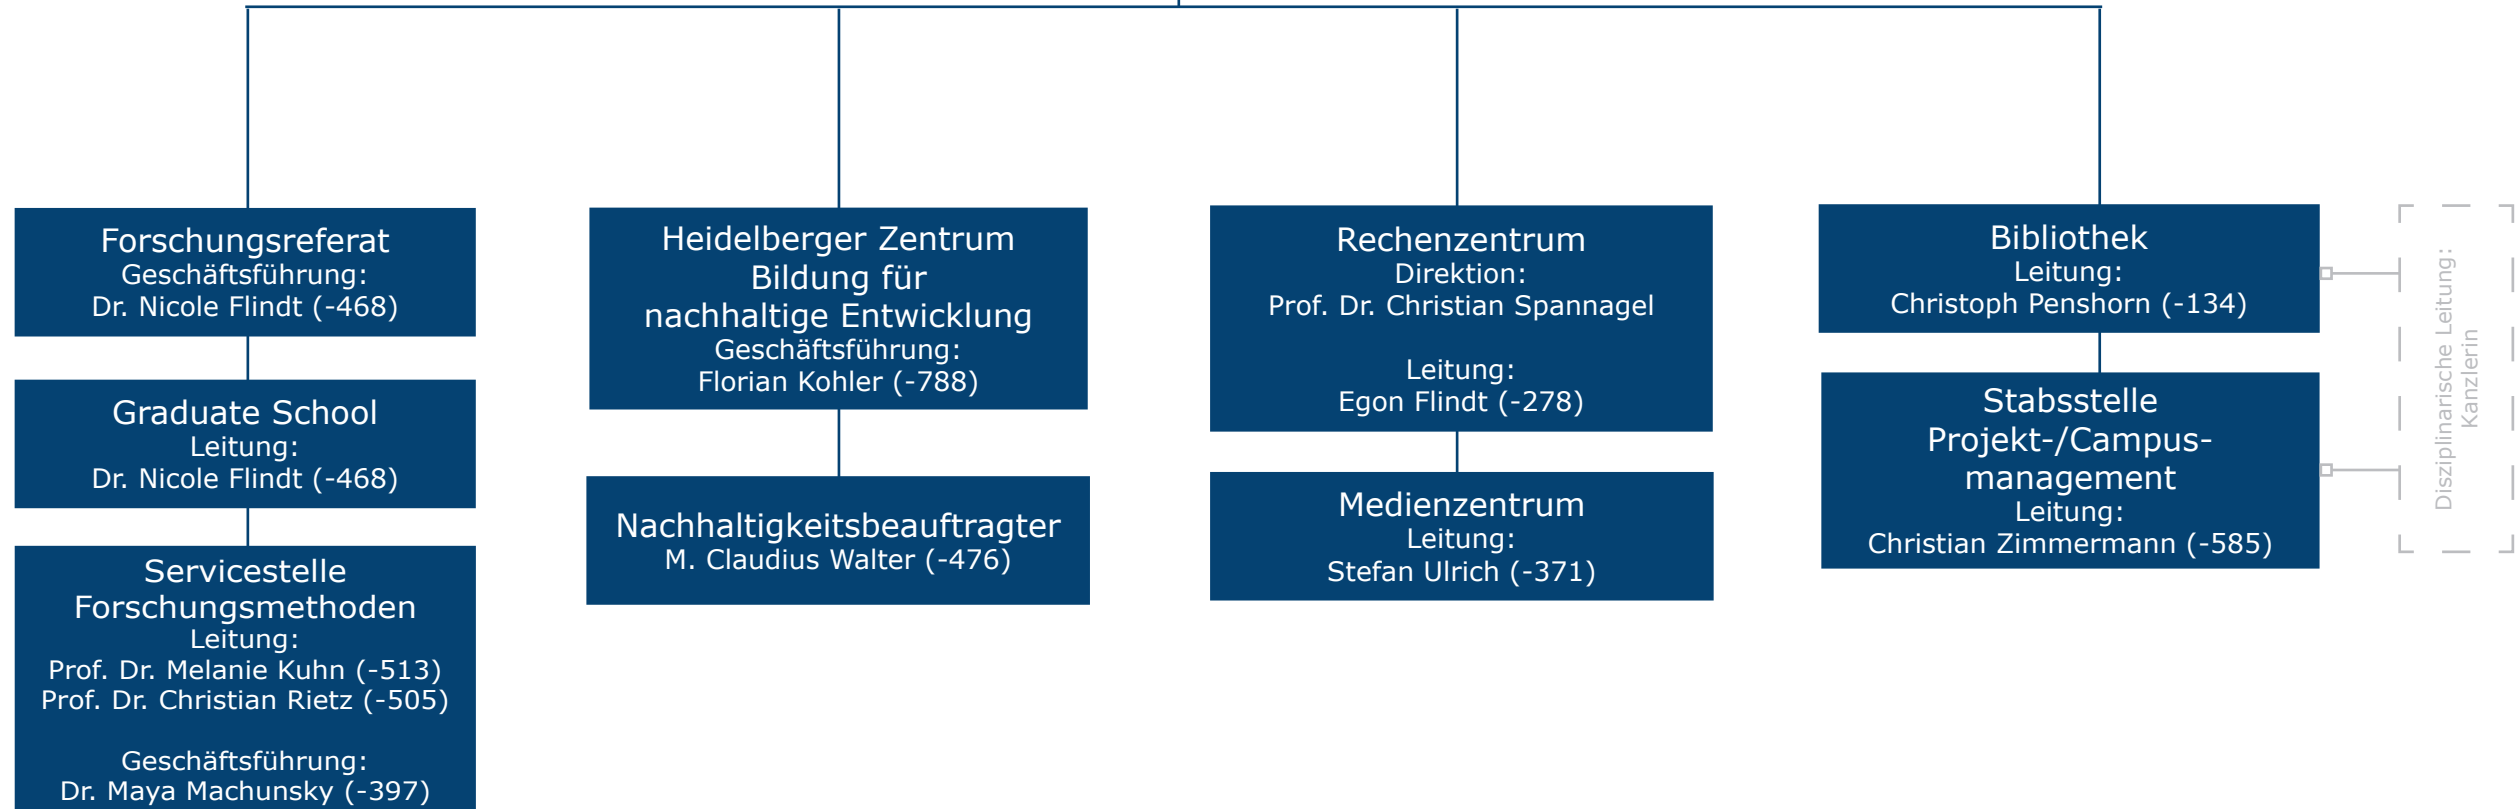 Forschungsreferat
Geschäftsführung:
Dr. Nicole Flindt (-468)
Graduate School
Leitung:
Dr. Nicole Flindt (-468)
Servicestelle
Forschungsmethoden
Leitung:
Prof. Dr. Melanie Kuhn (-513)
Prof. Dr. Christian Rietz (-505)
Geschäftsführung:
Dr. Maya Machunsky (-397)
Heidelberger Zentrum
Bildung für
nachhaltige Entwicklung
Geschäftsführung:
Florian Kohler (-788)
Nachhaltigkeitsbeauftragter
M. Claudius Walter (-476)
Rechenzentrum
Direktion:
Prof. Dr. Christian Spannagel
Leitung:
Egon Flindt (-278)
Medienzentrum
Leitung:
Stefan Ulrich (-371)
Bibliothek
Leitung:
Christoph Penshorn (-134)
Stabsstelle
Projekt-/Campus-
management
Leitung:
Christian Zimmermann (-585)
Disziplinarische Leitung:
Kanzlerin